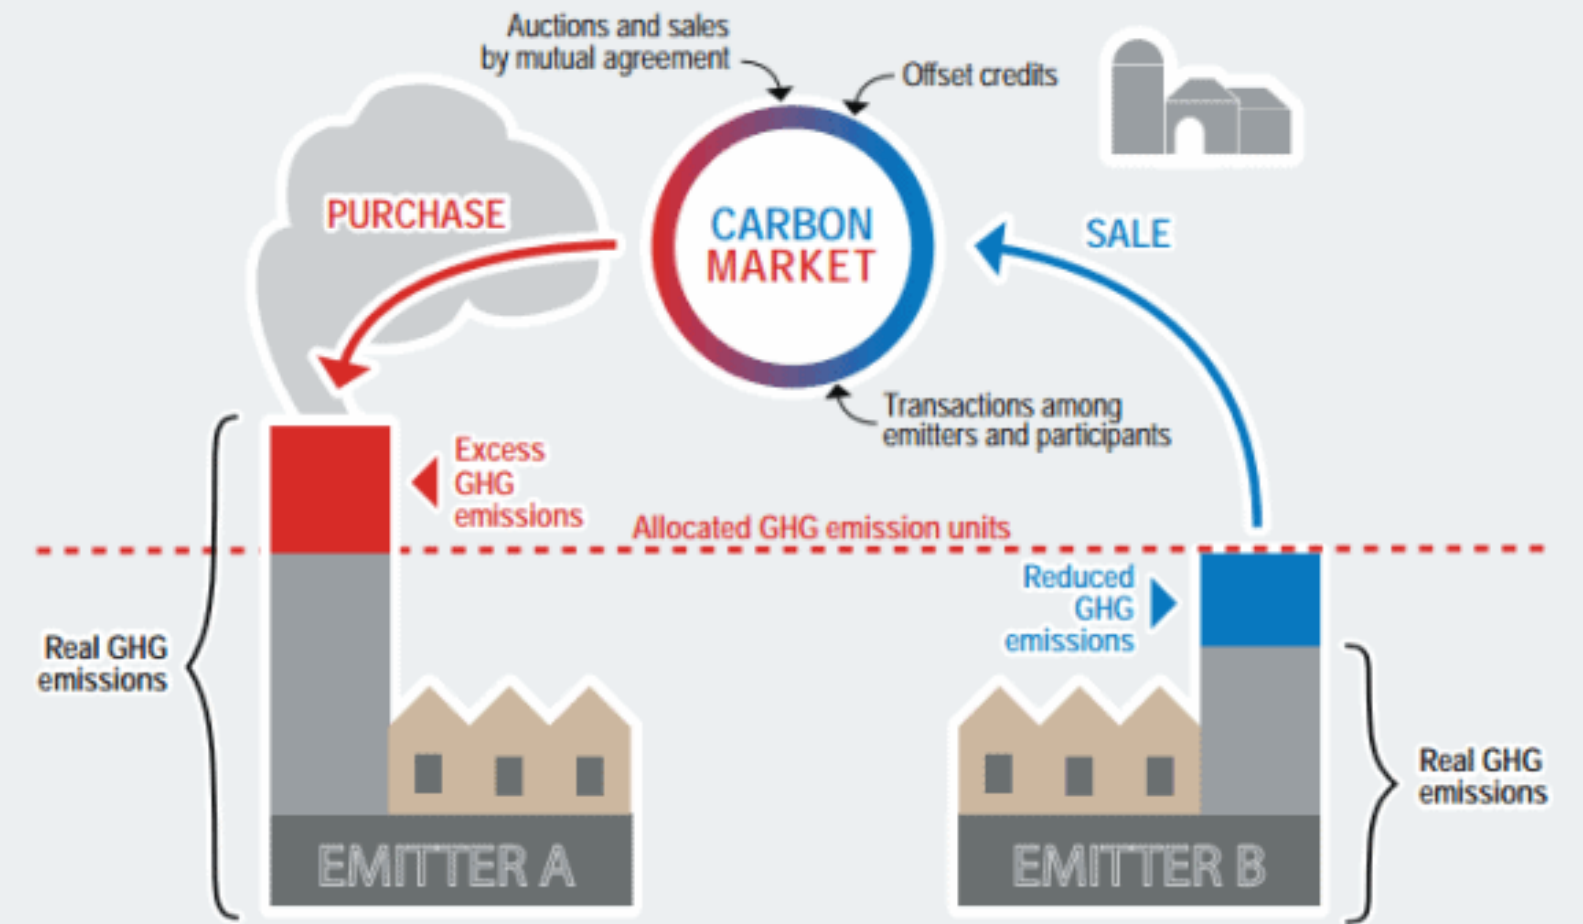 Auctions and sales
by mutual agreement
Offset credits
PURCHASE
CARBON
MARKET
SALE
Transactions among
emitters and participants
Excess
GHG
emissions
Allocated GHG emission units
Reduced
GHG
emissions
Real GHG
emissions
Real GHG
emissions
EMITTER A
EMITTER B